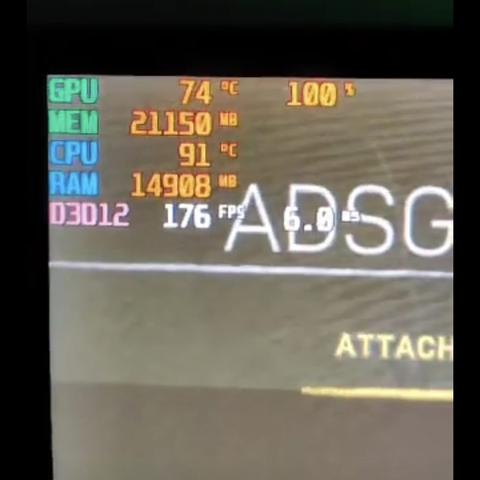 GPU 74 °C 100 %
MEM 21150 MB
CPU 91 °C
RAM 14908 MB
D3D12 176 FPS 6.0 ms
ADSG
ATTACH